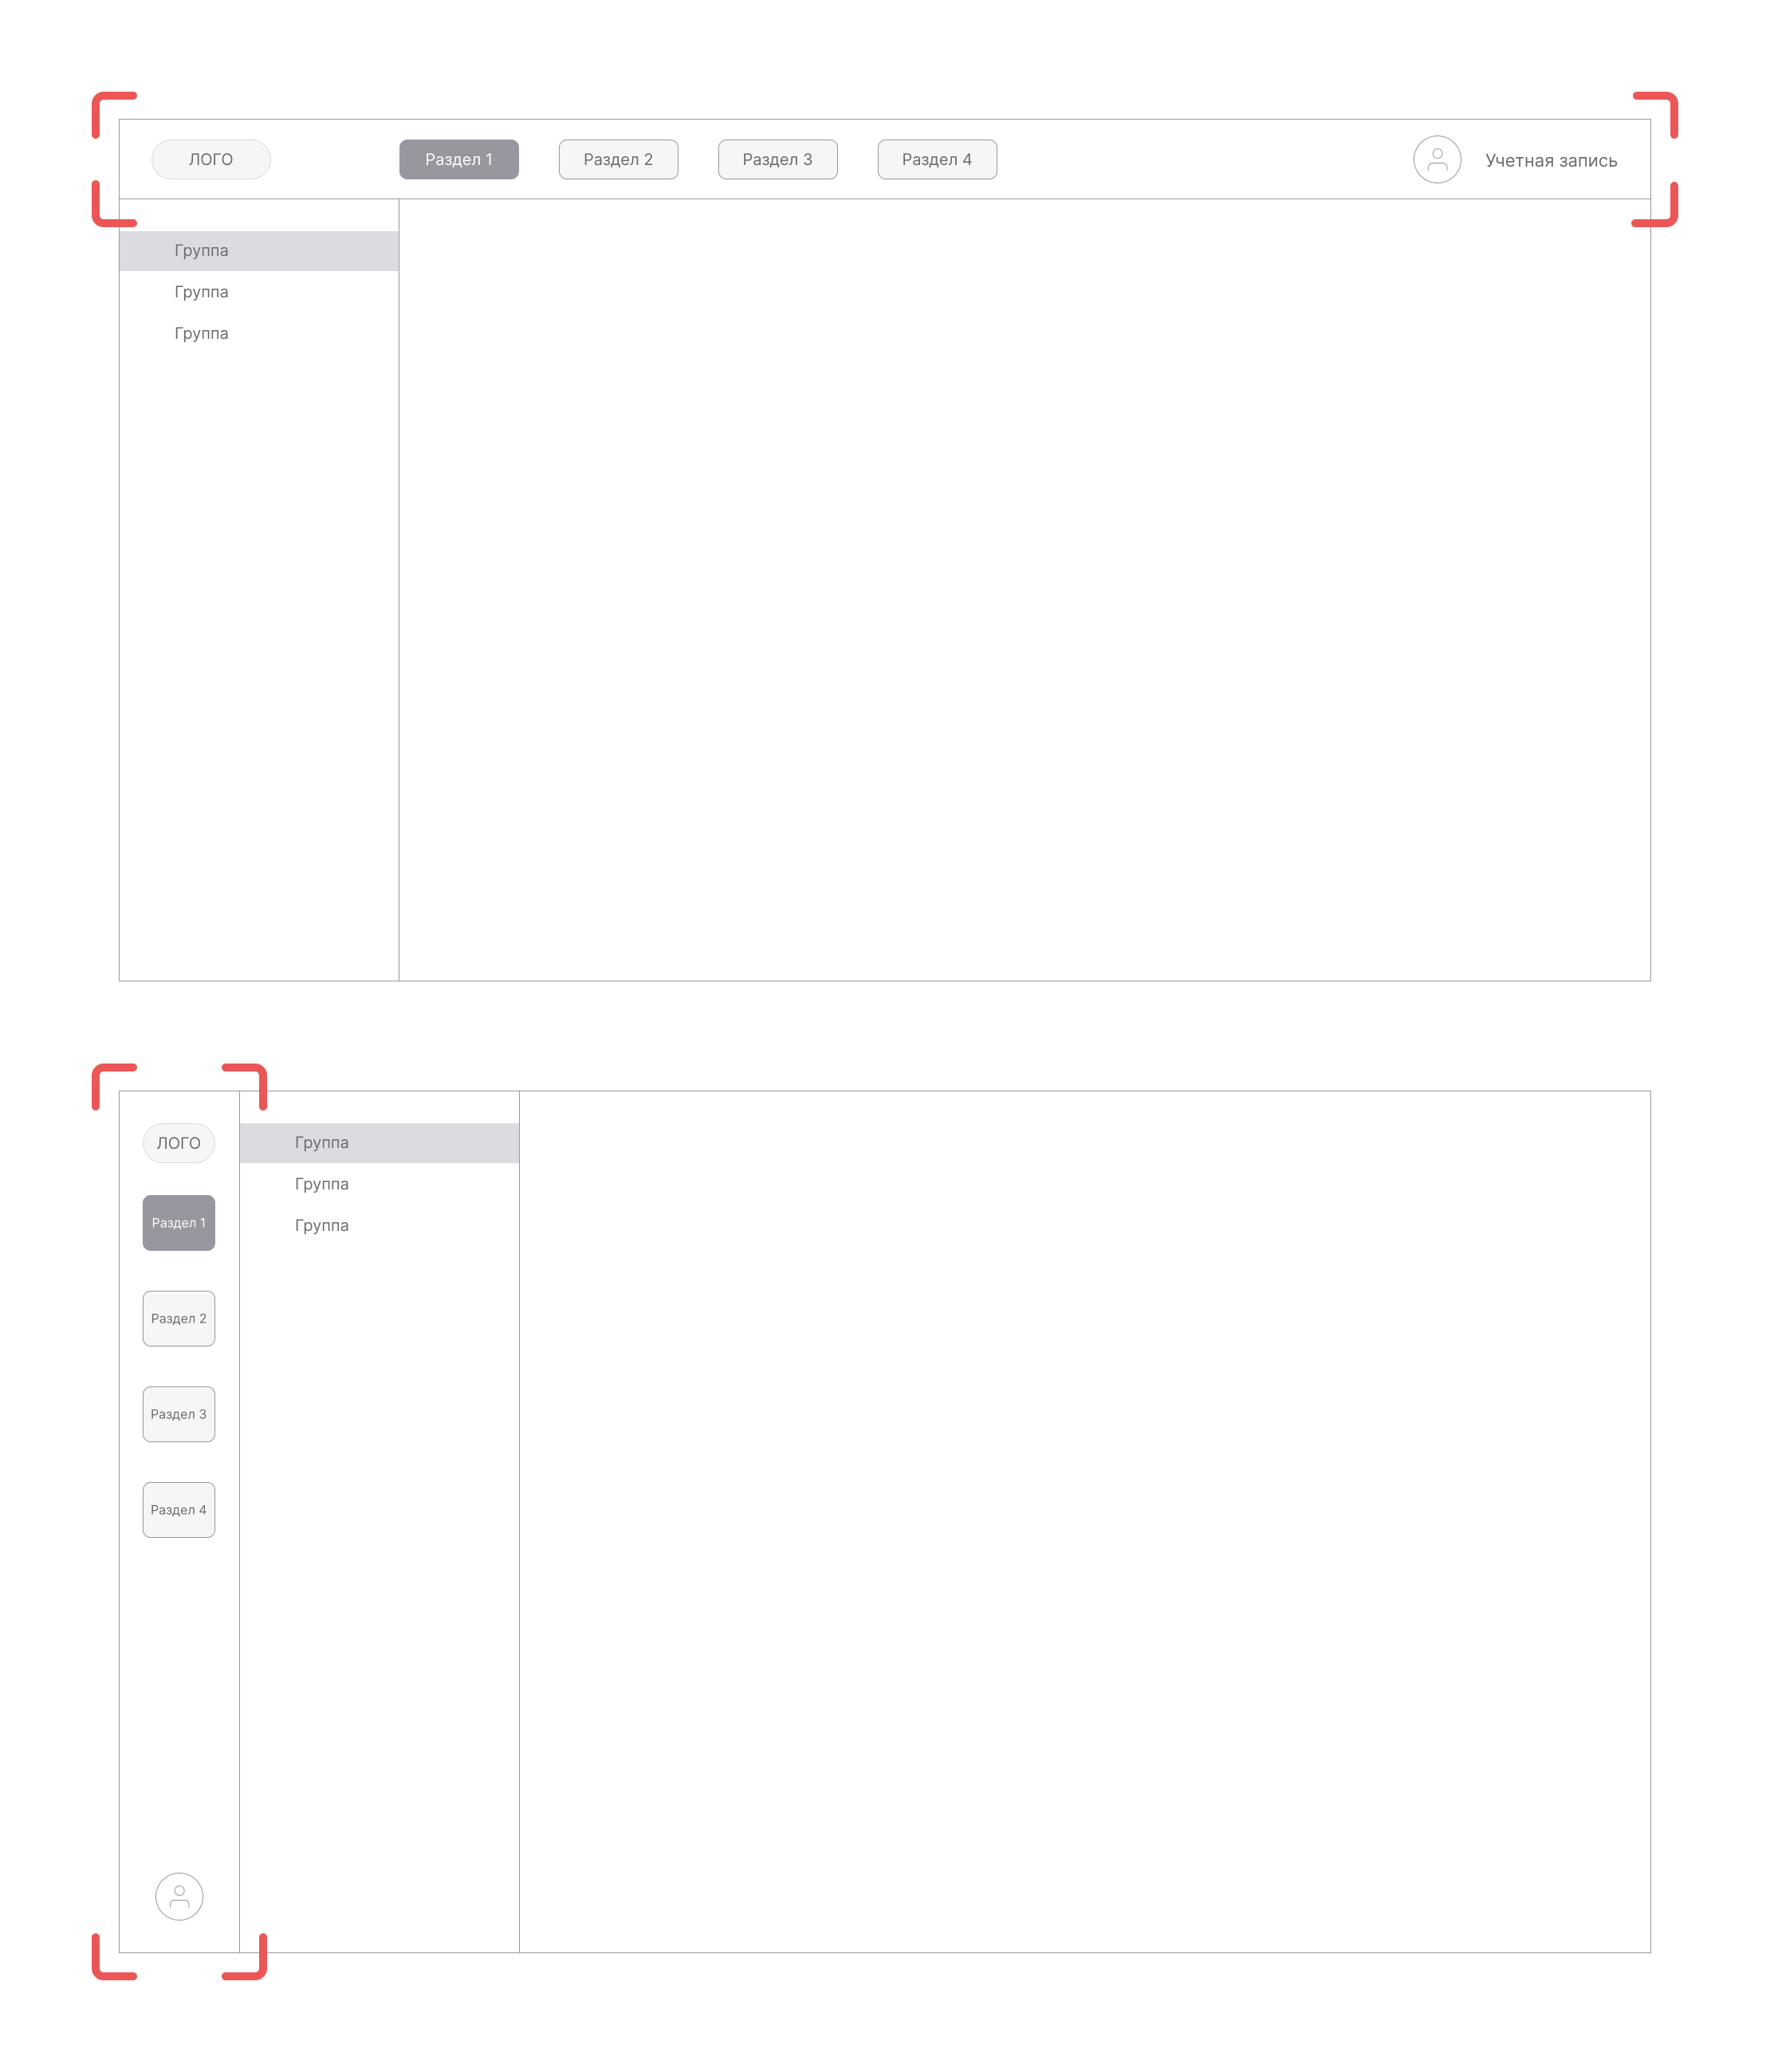 ЛОГО
Раздел 1
Раздел 2
Раздел 3
Раздел 4
Учетная запись
Группа
Группа
Группа
ЛОГО
Раздел 1
Раздел 2
Раздел 3
Раздел 4
Группа
Группа
Группа